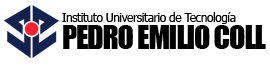 Instituto Universitario de Tecnología
PEDRO EMILIO COLL